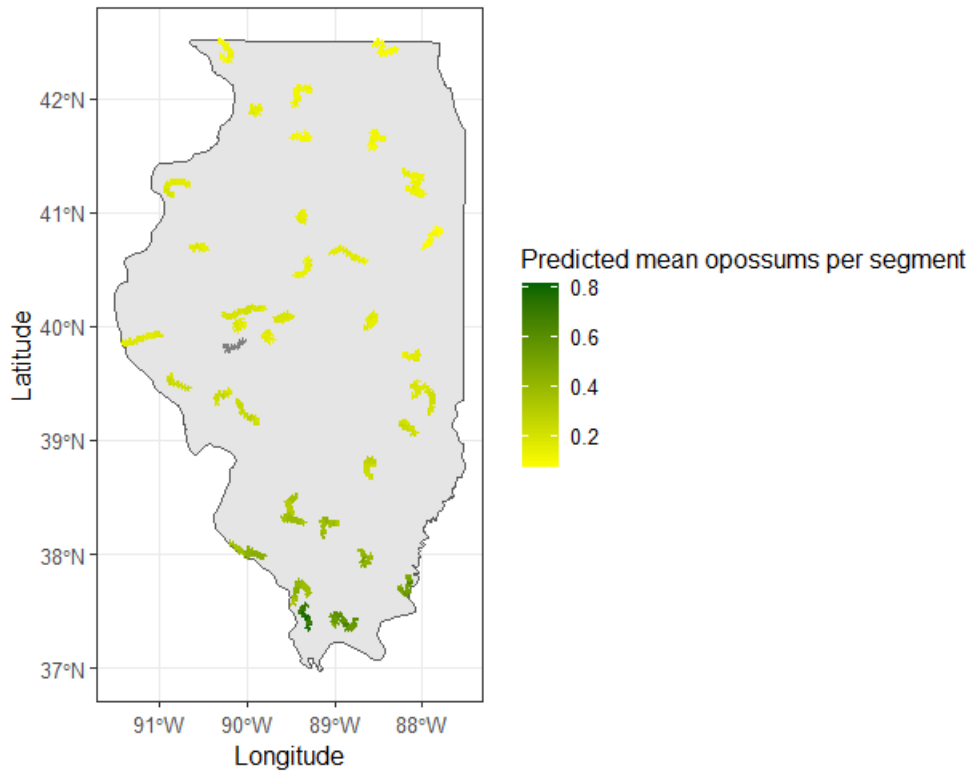 42°N
41°N
40°N
39°N
38°N
37°N
Latitude
91°W 90°W 89°W 88°W
Longitude
Predicted mean opossums per segment
0.8
0.6
0.4
0.2